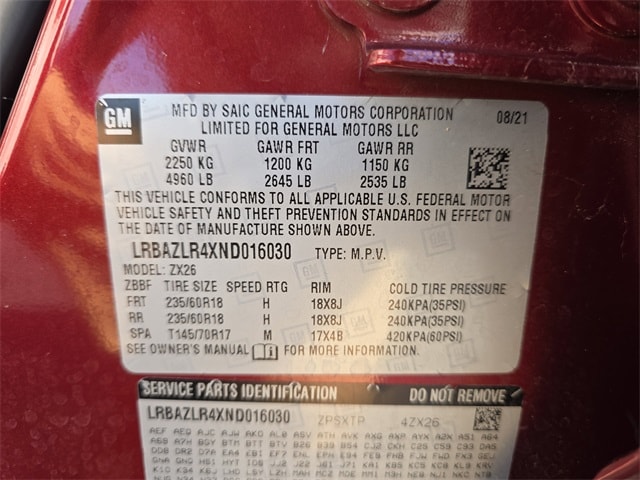 GM
MFD BY SAIC GENERAL MOTORS CORPORATION 08/21
LIMITED FOR GENERAL MOTORS LLC
GVWR GAWR FRT GAWR RR
2250 KG 1200 KG 1150 KG
4960 LB 2645 LB 2535 LB
THIS VEHICLE CONFORMS TO ALL APPLICABLE U.S. FEDERAL MOTOR
VEHICLE SAFETY AND THEFT PREVENTION STANDARDS IN EFFECT ON
THE DATE OF MANUFACTURE SHOWN ABOVE.
LRBAZLR4XND016030 TYPE: M.P.V.
MODEL: ZX26
ZBBF TIRE SIZE SPEED RTG RIM COLD TIRE PRESSURE
FRT 235/60R18 H 18X8J 240KPA(35PSI)
RR 235/60R18 H 18X8J 240KPA(35PSI)
SPA T145/70R17 M 17X4B 420KPA(60PSI)
SEE OWNER'S MANUAL FOR MORE INFORMATION.
SERVICE PARTS IDENTIFICATION DO NOT REMOVE
LRBAZLR4XND016030 ZPSXTP 4ZX26